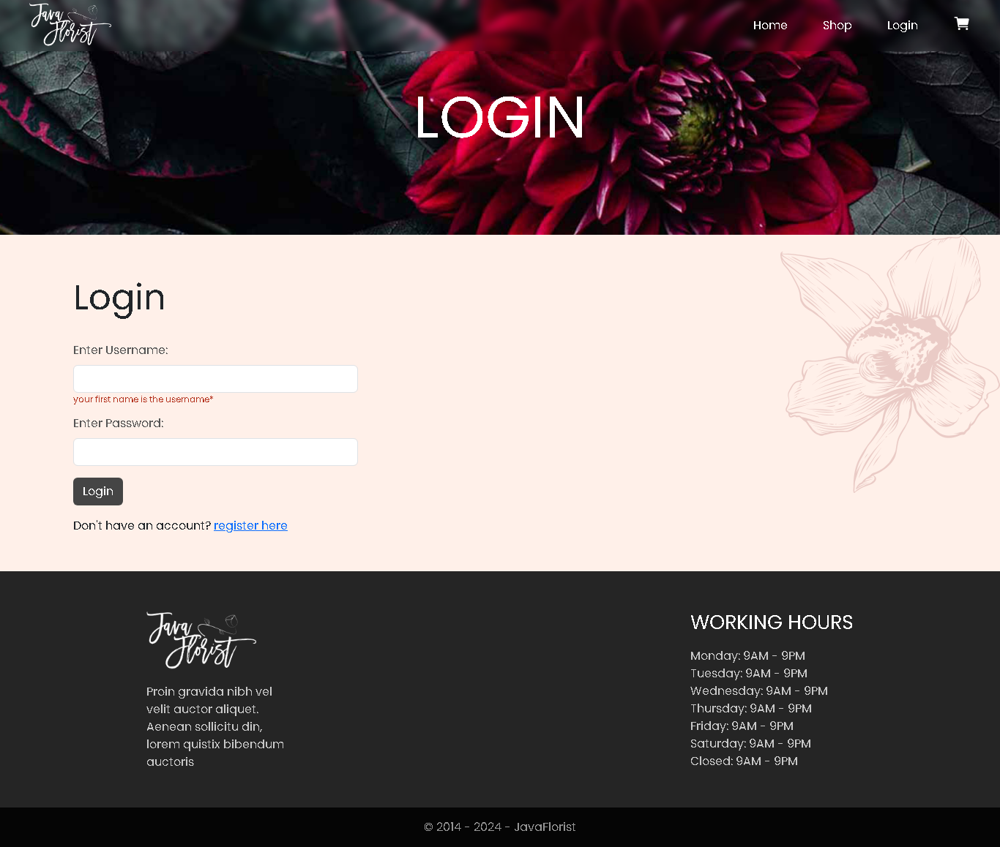 Java
Florist
Home
Shop
Login
LOGIN
Login
Enter Username:
your first name is the username*
Enter Password:
Login
Don't have an account? register here
Java
Florist
Proin gravida nibh vel
velit auctor aliquet.
Aenean sollicitu din,
lorem quistix bibendum
auctoris
WORKING HOURS
Monday: 9AM - 9PM
Tuesday: 9AM - 9PM
Wednesday: 9AM - 9PM
Thursday: 9AM - 9PM
Friday: 9AM - 9PM
Saturday: 9AM - 9PM
Closed: 9AM - 9PM
© 2014 - 2024 - JavaFlorist